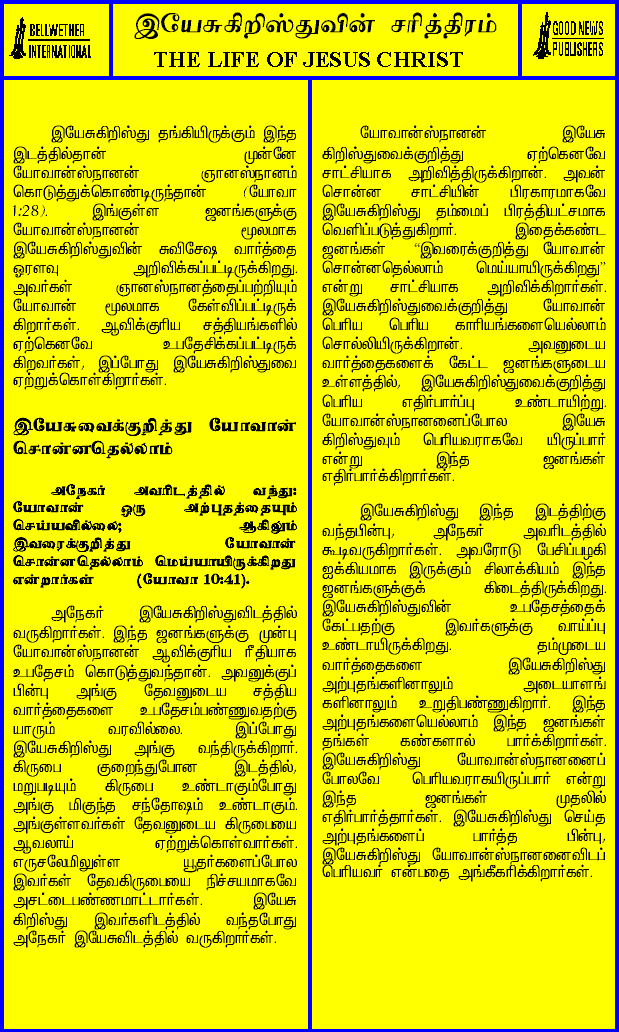 BELLWETHER
INTERNATIONAL
இயேசுகிறிஸ்துவின் சரித்திரம்
THE LIFE OF JESUS CHRIST
GOOD NEWS
PUBLISHERS
இயேசுகிறிஸ்து தங்கியிருக்கும் இந்த
இடத்தில்தான் முன்னே
யோவான்ஸ்நானன் ஞானஸ்நானம்
கொடுத்துக்கொண்டிருந்தான் (யோவா
1:28). இங்குள்ள ஜனங்களுக்கு
யோவான்ஸ்நானன் மூலமாக
இயேசுகிறிஸ்துவின் சுவிசேஷ வார்த்தை
ஓரளவு அறிவிக்கப்பட்டிருக்கிறது.
அவர்கள் ஞானஸ்நானத்தைப்பற்றியும்
யோவான் மூலமாக கேள்விப்பட்டிருக்
கிறார்கள். ஆவிக்குரிய சத்தியங்களில்
ஏற்கெனவே உபதேசிக்கப்பட்டிருக்
கிறவர்கள், இப்போது இயேசுகிறிஸ்துவை
ஏற்றுக்கொள்கிறார்கள்.
இயேசுவைக்குறித்து யோவான்
சொன்னதெல்லாம்
அநேகர் அவரிடத்தில் வந்து:
யோவான் ஒரு அற்புதத்தையும்
செய்யவில்லை; ஆகிலும்
இவரைக்குறித்து யோவான்
சொன்னதெல்லாம் மெய்யாயிருக்கிறது
என்றார்கள் (யோவா 10:41).
அநேகர் இயேசுகிறிஸ்துவிடத்தில்
வருகிறார்கள். இந்த ஜனங்களுக்கு முன்பு
யோவான்ஸ்நானன் ஆவிக்குரிய ரீதியாக
உபதேசம் கொடுத்துவந்தான். அவனுக்குப்
பின்பு அங்கு தேவனுடைய சத்திய
வார்த்தைகளை உபதேசம்பண்ணுவதற்கு
யாரும் வரவில்லை. இப்போது
இயேசுகிறிஸ்து அங்கு வந்திருக்கிறார்.
கிருபை குறைந்துபோன இடத்தில்,
மறுபடியும் கிருபை உண்டாகும்போது
அங்கு மிகுந்த சந்தோஷம் உண்டாகும்.
அங்குள்ளவர்கள் தேவனுடைய கிருபையை
ஆவலாய் ஏற்றுக்கொள்வார்கள்.
எருசலேமிலுள்ள யூதர்களைப்போல
இவர்கள் தேவகிருபையை நிச்சயமாகவே
அசட்டைபண்ணமாட்டார்கள். இயேசு
கிறிஸ்து இவர்களிடத்தில் வந்தபோது
அநேகர் இயேசுவிடத்தில் வருகிறார்கள்.
யோவான்ஸ்நானன் இயேசு
கிறிஸ்துவைக்குறித்து ஏற்கெனவே
சாட்சியாக அறிவித்திருக்கிறான். அவன்
சொன்ன சாட்சியின் பிரகாரமாகவே
இயேசுகிறிஸ்து தம்மைப் பிரத்தியட்சமாக
வெளிப்படுத்துகிறார். இதைக்கண்ட
ஜனங்கள் “இவரைக்குறித்து யோவான்
சொன்னதெல்லாம் மெய்யாயிருக்கிறது”
என்று சாட்சியாக அறிவிக்கிறார்கள்.
இயேசுகிறிஸ்துவைக்குறித்து யோவான்
பெரிய பெரிய காரியங்களையெல்லாம்
சொல்லியிருக்கிறான். அவனுடைய
வார்த்தைகளைக் கேட்ட ஜனங்களுடைய
உள்ளத்தில், இயேசுகிறிஸ்துவைக்குறித்து
பெரிய எதிர்பார்ப்பு உண்டாயிற்று.
யோவான்ஸ்நானனைப்போல இயேசு
கிறிஸ்துவும் பெரியவராகவே யிருப்பார்
என்று இந்த ஜனங்கள்
எதிர்பார்க்கிறார்கள்.
இயேசுகிறிஸ்து இந்த இடத்திற்கு
வந்தபின்பு, அநேகர் அவரிடத்தில்
கூடிவருகிறார்கள். அவரோடு பேசிப்பழகி
ஐக்கியமாக இருக்கும் சிலாக்கியம் இந்த
ஜனங்களுக்குக் கிடைத்திருக்கிறது.
இயேசுகிறிஸ்துவின் உபதேசத்தைக்
கேட்பதற்கு இவர்களுக்கு வாய்ப்பு
உண்டாயிருக்கிறது. தம்முடைய
வார்த்தைகளை இயேசுகிறிஸ்து
அற்புதங்களினாலும் அடையாளங்
களினாலும் உறுதிபண்ணுகிறார். இந்த
அற்புதங்களையெல்லாம் இந்த ஜனங்கள்
தங்கள் கண்களால் பார்க்கிறார்கள்.
இயேசுகிறிஸ்து யோவான்ஸ்நானனைப்
போலவே பெரியவராகயிருப்பார் என்று
இந்த ஜனங்கள் முதலில்
எதிர்பார்த்தார்கள். இயேசுகிறிஸ்து செய்த
அற்புதங்களைப் பார்த்த பின்பு,
இயேசுகிறிஸ்து யோவான்ஸ்நானனைவிடப்
பெரியவர் என்பதை அங்கீகரிக்கிறார்கள்.